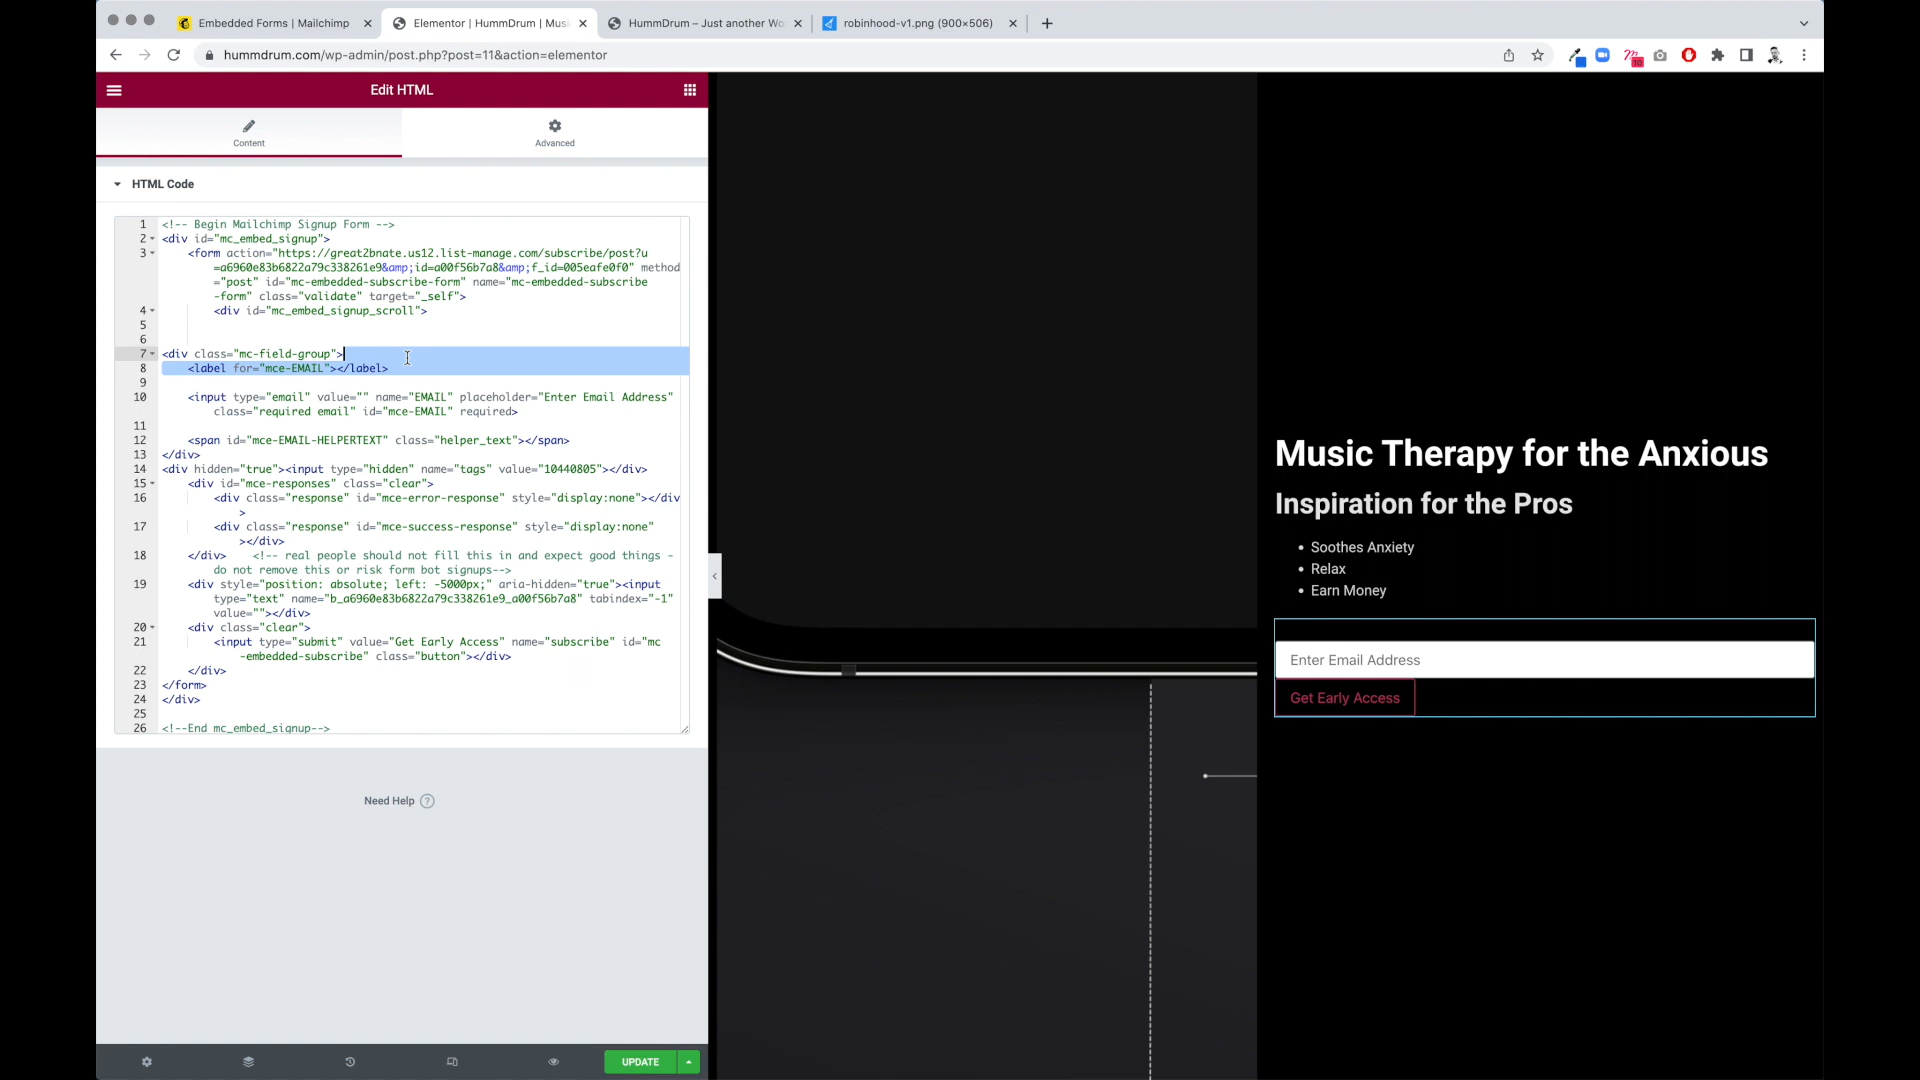 Embedded Forms | Mailchimp
Elementor | HummDrum | Musi
HummDrum – Just another Wo
robinhood-v1.png (900×506)
hummdrum.com/wp-admin/post.php?post=11&action=elementor
10
Edit HTML
Content
Advanced
HTML Code
1 <!-- Begin Mailchimp Signup Form -->
2 <div id="mc_embed_signup">
3 <form action="https://great2bnate.us12.list-manage.com/subscribe/post?u
=a6960e83b6822a79c338261e9&amp;id=a00f56b7a8&amp;f_id=005eafe0f0" method
="post" id="mc-embedded-subscribe-form" name="mc-embedded-subscribe
-form" class="validate" target="_self">
4 <div id="mc_embed_signup_scroll">
5
6
7 <div class="mc-field-group">
8 <label for="mce-EMAIL"></label>
9
10 <input type="email" value="" name="EMAIL" placeholder="Enter Email Address"
class="required email" id="mce-EMAIL" required>
11
12 <span id="mce-EMAIL-HELPERTEXT" class="helper_text"></span>
13 </div>
14 <div hidden="true"><input type="hidden" name="tags" value="10440805"></div>
15 <div id="mce-responses" class="clear">
16 <div class="response" id="mce-error-response" style="display:none"></div
>
17 <div class="response" id="mce-success-response" style="display:none"
></div>
18 </div> <!-- real people should not fill this in and expect good things -
do not remove this or risk form bot signups-->
19 <div style="position: absolute; left: -5000px;" aria-hidden="true"><input
type="text" name="b_a6960e83b6822a79c338261e9_a00f56b7a8" tabindex="-1"
value=""></div>
20 <div class="clear">
21 <input type="submit" value="Get Early Access" name="subscribe" id="mc
-embedded-subscribe" class="button"></div>
22 </div>
23 </form>
24 </div>
25
26 <!--End mc_embed_signup-->
Need Help ?
UPDATE
Music Therapy for the Anxious
Inspiration for the Pros
• Soothes Anxiety
• Relax
• Earn Money
Enter Email Address
Get Early Access